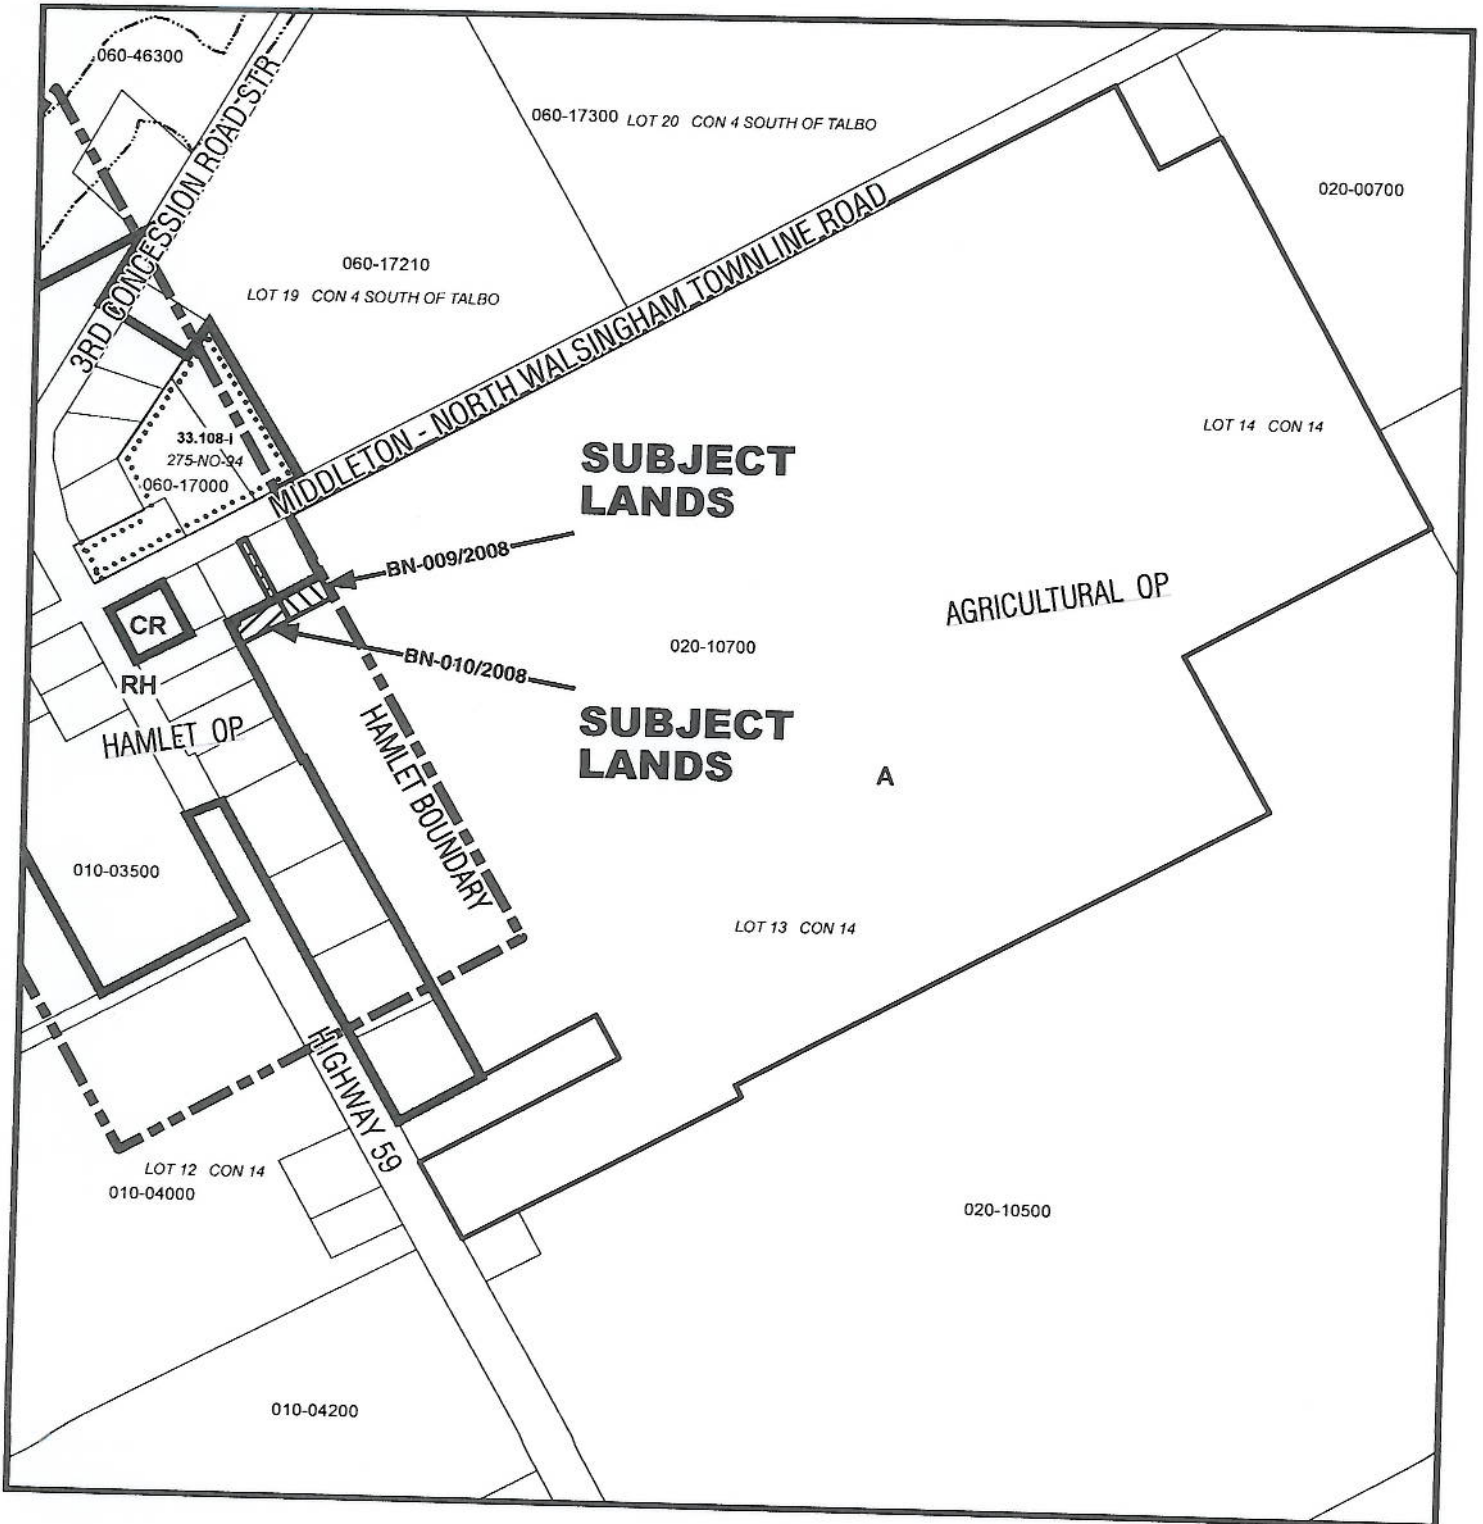 060-46300
3RD CONCESSION ROAD STR
060-17300 LOT 20 CON 4 SOUTH OF TALBO
020-00700
060-17210
LOT 19 CON 4 SOUTH OF TALBO
MIDDLETON - NORTH WALSINGHAM TOWNLINE ROAD
LOT 14 CON 14
33.108-I
275-NO-94
060-17000
SUBJECT
LANDS
BN-009/2008
AGRICULTURAL OP
CR
020-10700
BN-010/2008
RH
SUBJECT
LANDS
HAMLET OP
HAMLET BOUNDARY
A
010-03500
LOT 13 CON 14
HIGHWAY 59
LOT 12 CON 14
010-04000
020-10500
010-04200